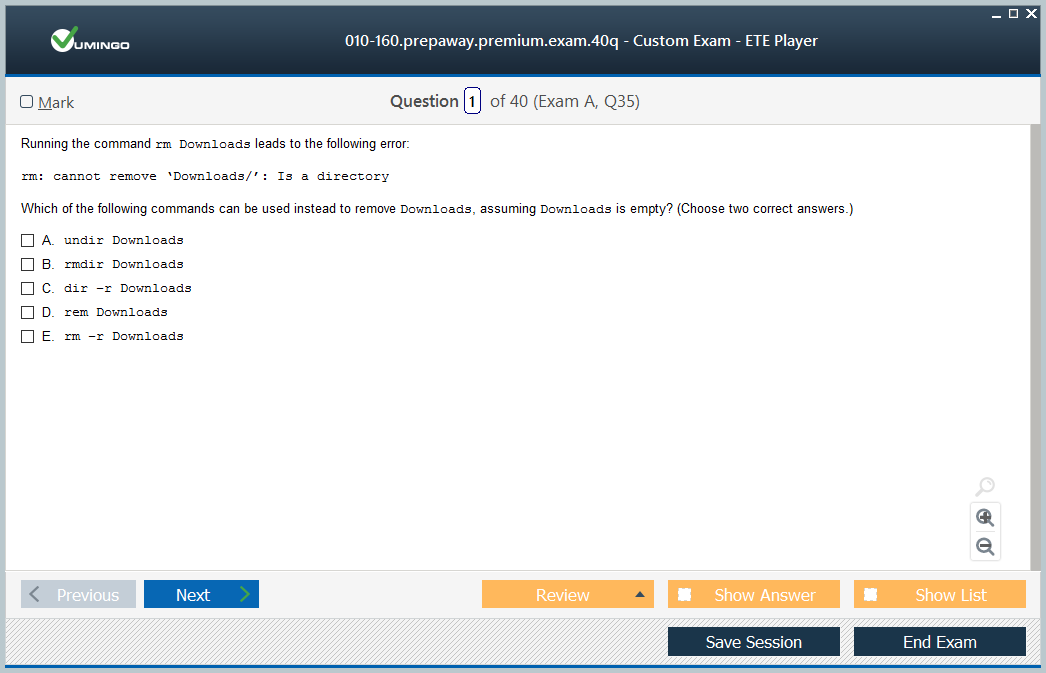 VUMINGO
010-160.prepaway.premium.exam.40q - Custom Exam - ETE Player
Mark
Question 1 of 40 (Exam A, Q35)
Running the command rm Downloads leads to the following error:
rm: cannot remove ‘Downloads/’: Is a directory
Which of the following commands can be used instead to remove Downloads, assuming Downloads is empty? (Choose two correct answers.)
A. undir Downloads
B. rmdir Downloads
C. dir -r Downloads
D. rem Downloads
E. rm -r Downloads
Previous
Next
Review
Show Answer
Show List
Save Session
End Exam